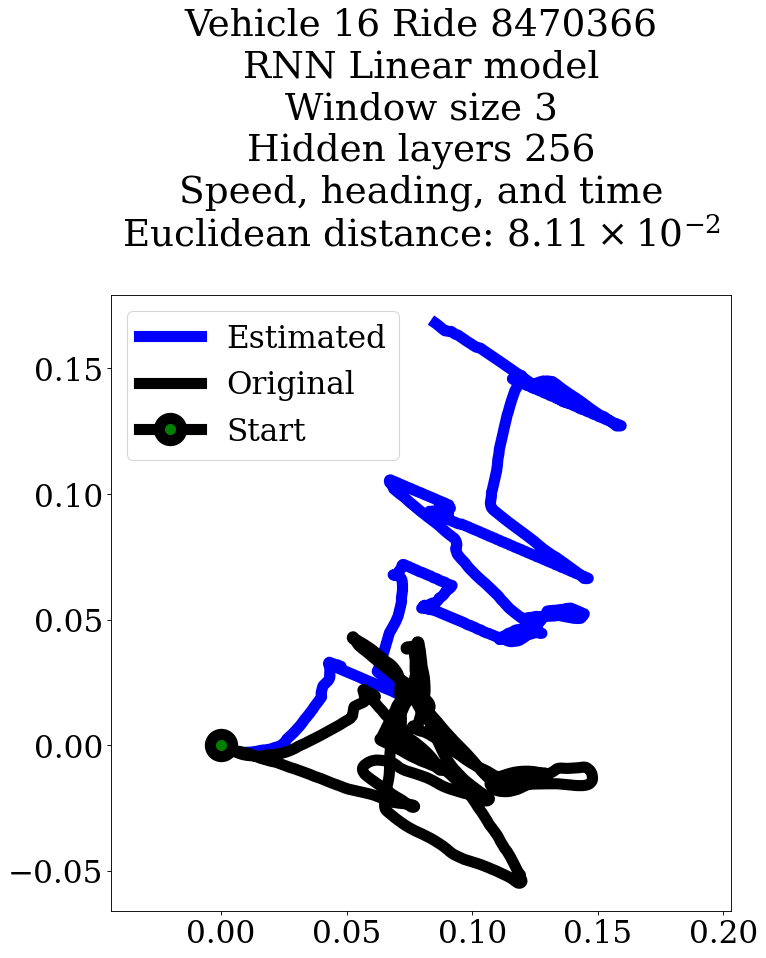 Vehicle 16 Ride 8470366
RNN Linear model
Window size 3
Hidden layers 256
Speed, heading, and time
Euclidean distance: 8.11 × 10⁻²
Estimated
Original
Start
0.15
0.10
0.05
0.00
−0.05
0.00 0.05 0.10 0.15 0.20